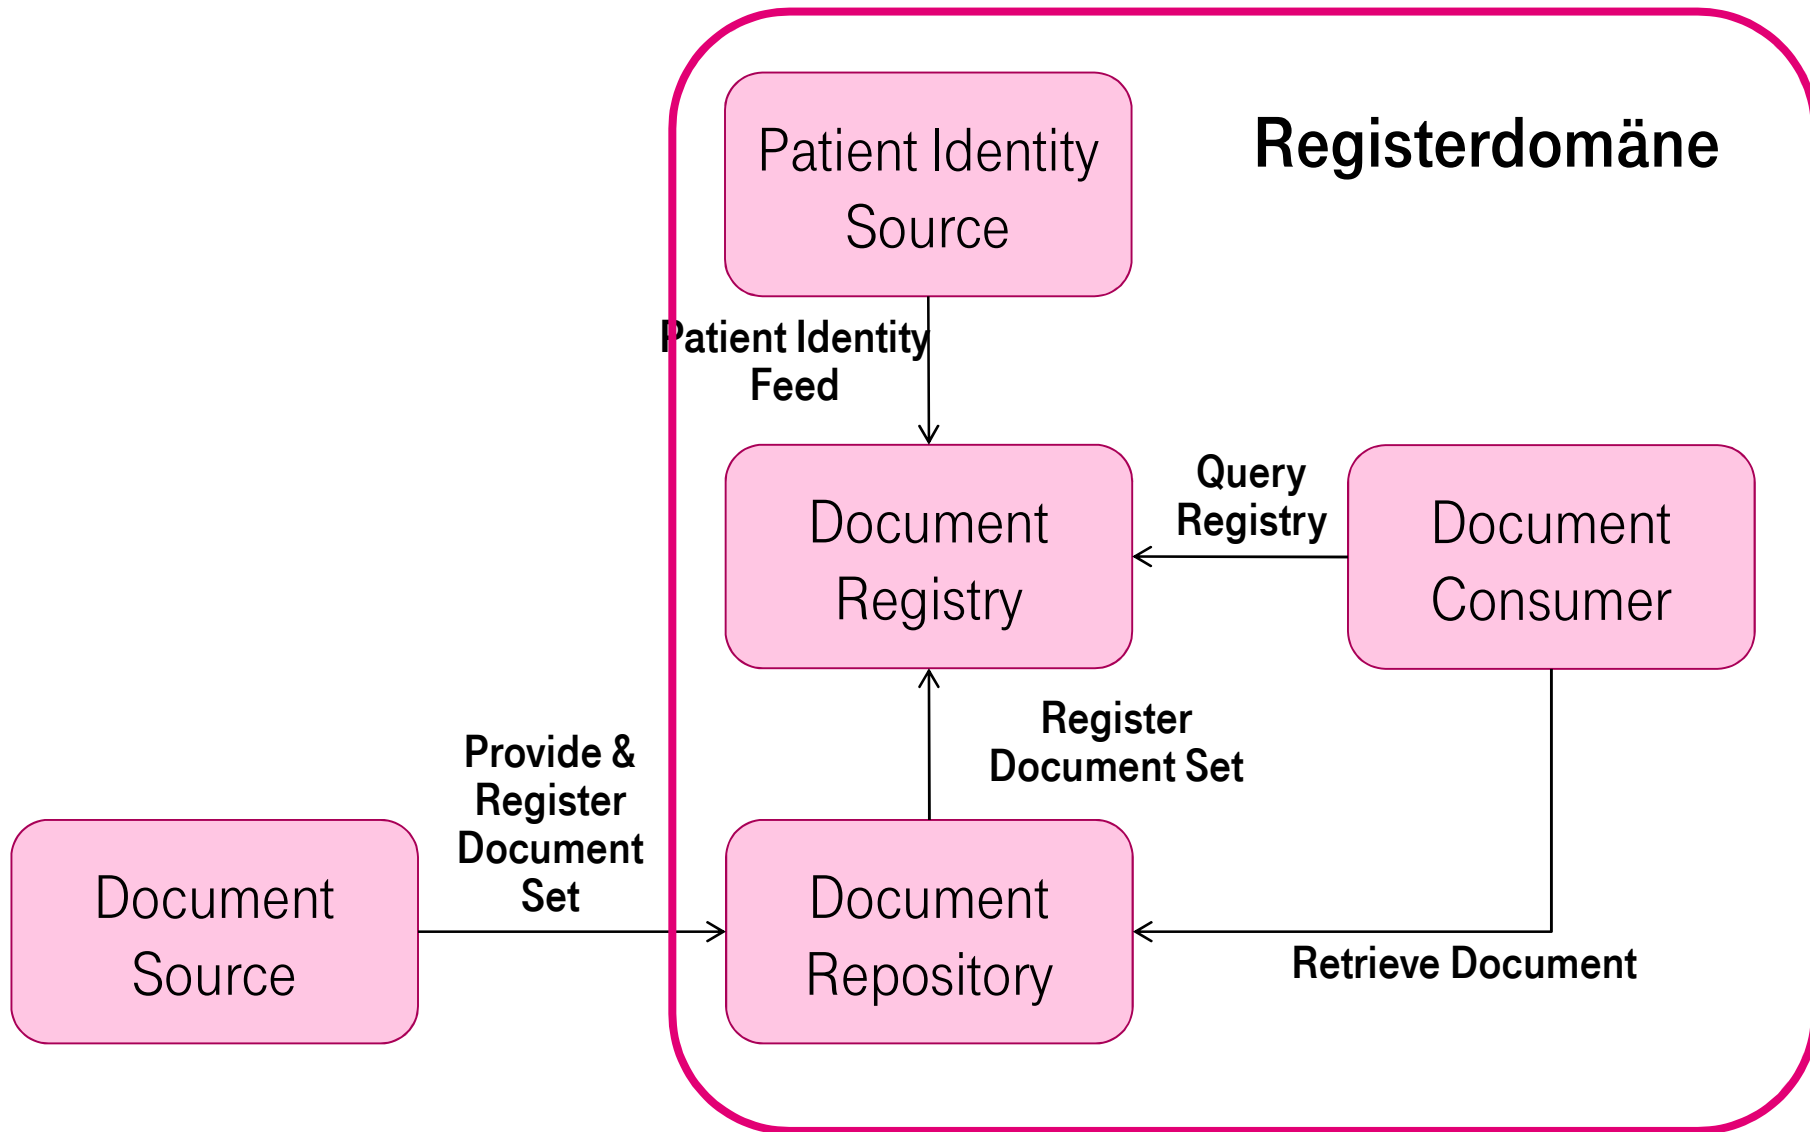 Patient Identity
Source
Registerdomäne
Patient Identity
Feed
Document
Registry
Query
Registry
Document
Consumer
Register
Document Set
Provide &
Register
Document
Set
Document
Source
Document
Repository
Retrieve Document